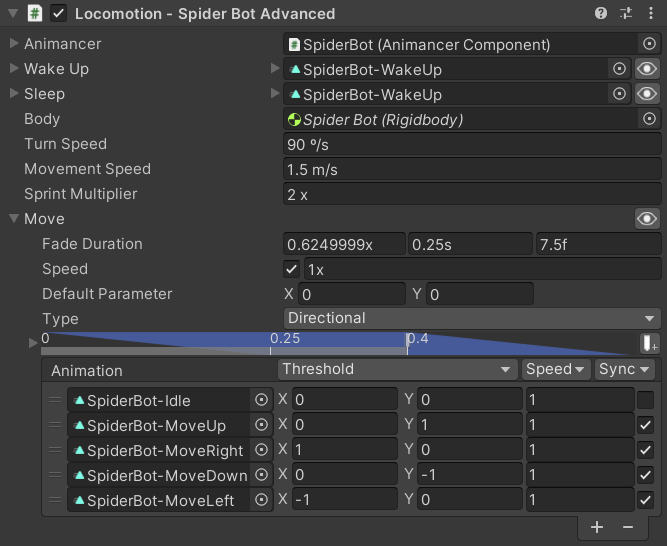 Locomotion - Spider Bot Advanced
Animancer SpiderBot (Animancer Component)
Wake Up SpiderBot-WakeUp
Sleep SpiderBot-WakeUp
Body Spider Bot (Rigidbody)
Turn Speed 90 º/s
Movement Speed 1.5 m/s
Sprint Multiplier 2 x
Move
Fade Duration 0.6249999x 0.25s 7.5f
Speed 1x
Default Parameter X 0 Y 0
Type Directional
0 0.25 0.4
Animation Threshold Speed Sync
SpiderBot-Idle X 0 Y 0 1
SpiderBot-MoveUp X 0 Y 1 1
SpiderBot-MoveRight X 1 Y 0 1
SpiderBot-MoveDown X 0 Y -1 1
SpiderBot-MoveLeft X -1 Y 0 1